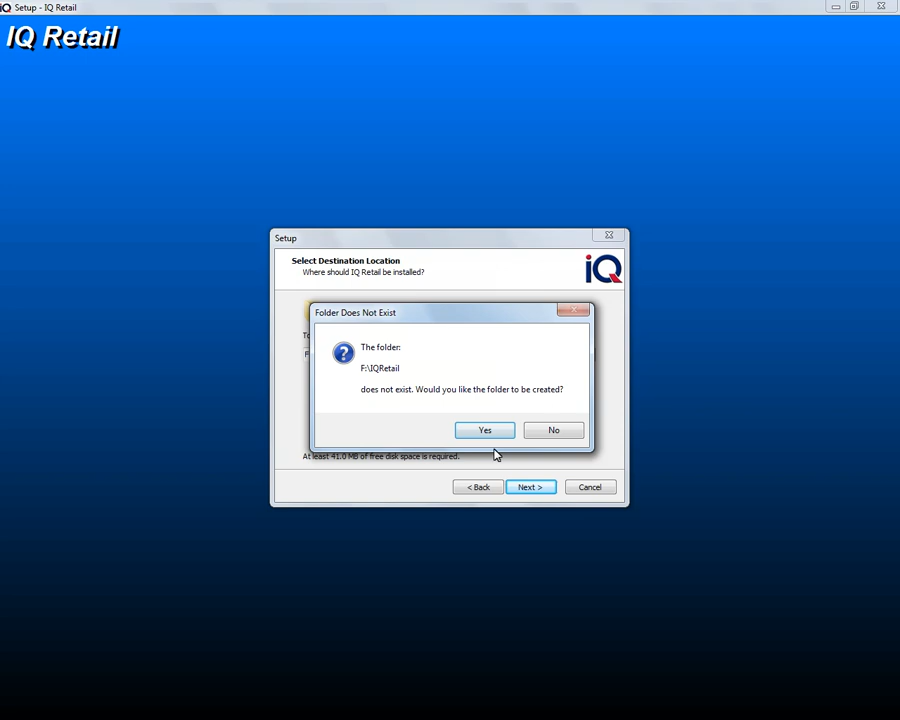 Setup - IQ Retail
IQ Retail
Setup
Select Destination Location
Where should IQ Retail be installed?
iQ
Folder Does Not Exist
The folder:
F:\IQRetail
does not exist. Would you like the folder to be created?
Yes No
At least 41.0 MB of free disk space is required.
< Back Next > Cancel